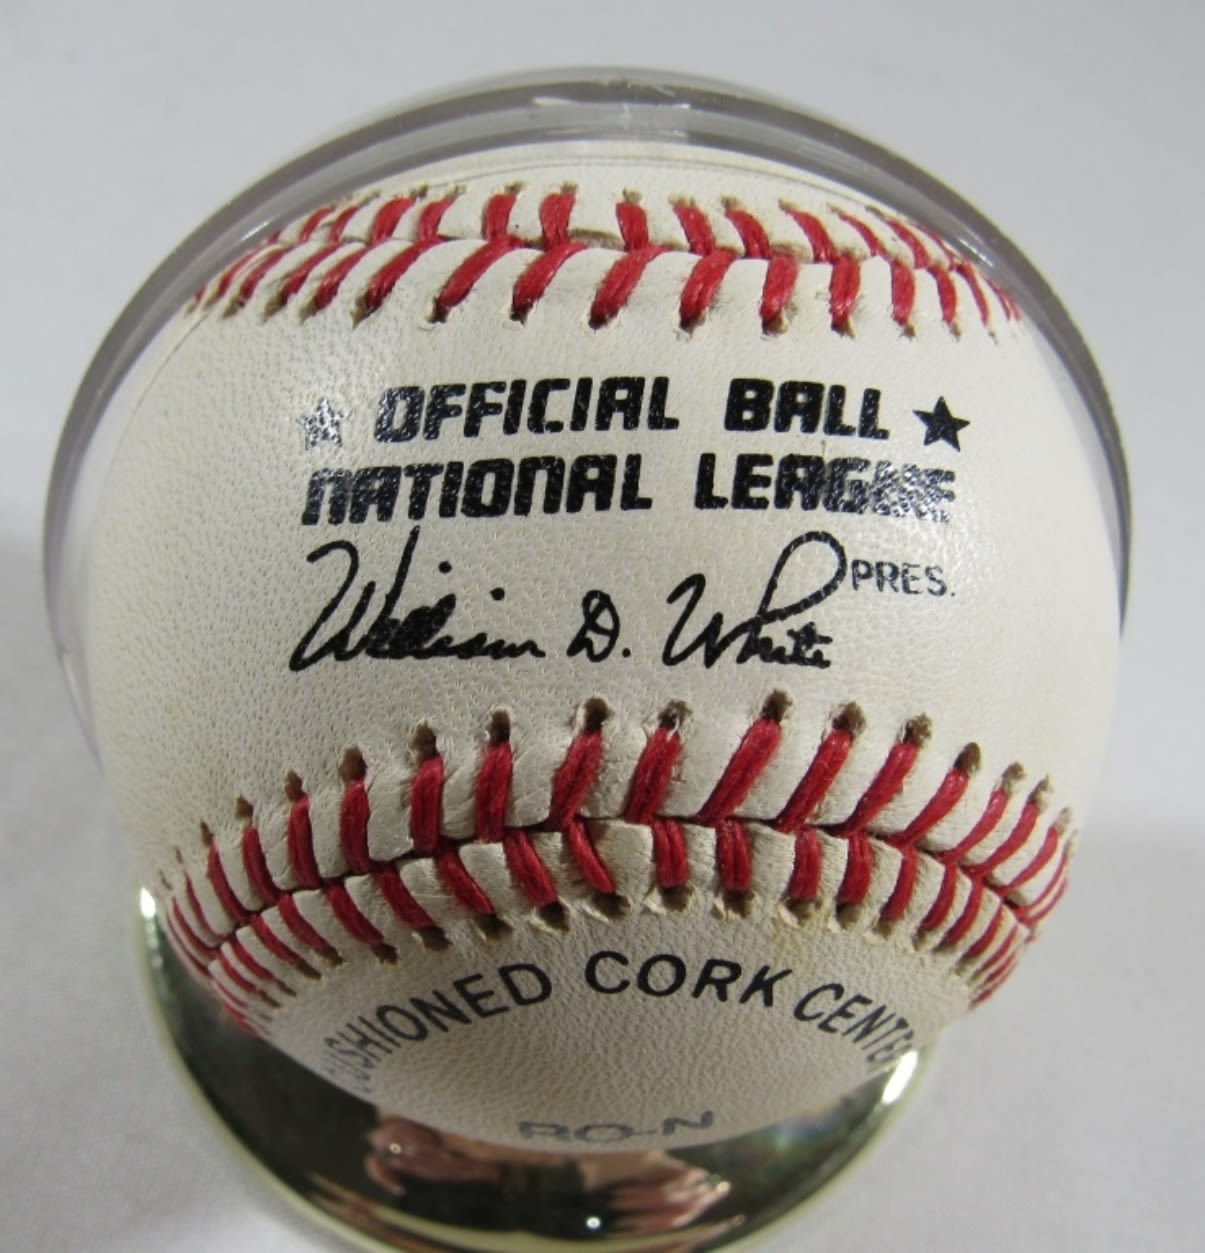 ★ OFFICIAL BALL ★
NATIONAL LEAGUE
William D. White PRES.
CUSHIONED CORK CENTER
RO-N